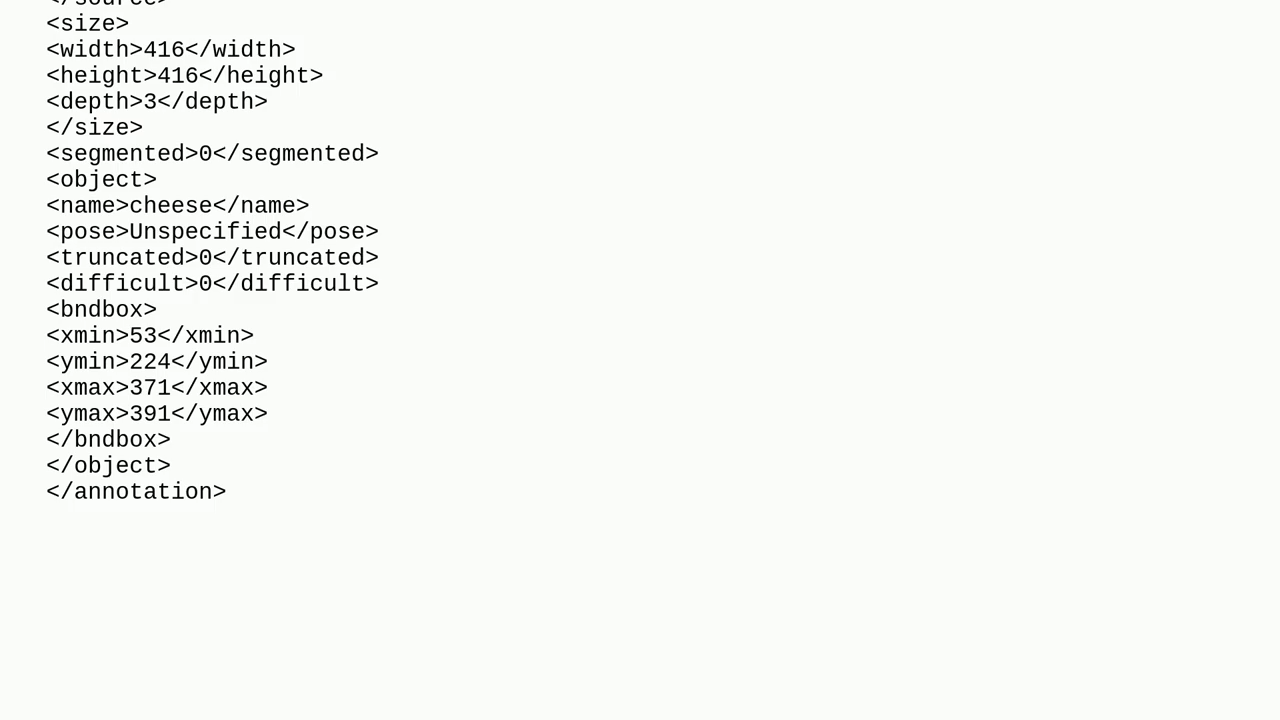 </source>
<size>
<width>416</width>
<height>416</height>
<depth>3</depth>
</size>
<segmented>0</segmented>
<object>
<name>cheese</name>
<pose>Unspecified</pose>
<truncated>0</truncated>
<difficult>0</difficult>
<bndbox>
<xmin>53</xmin>
<ymin>224</ymin>
<xmax>371</xmax>
<ymax>391</ymax>
</bndbox>
</object>
</annotation>